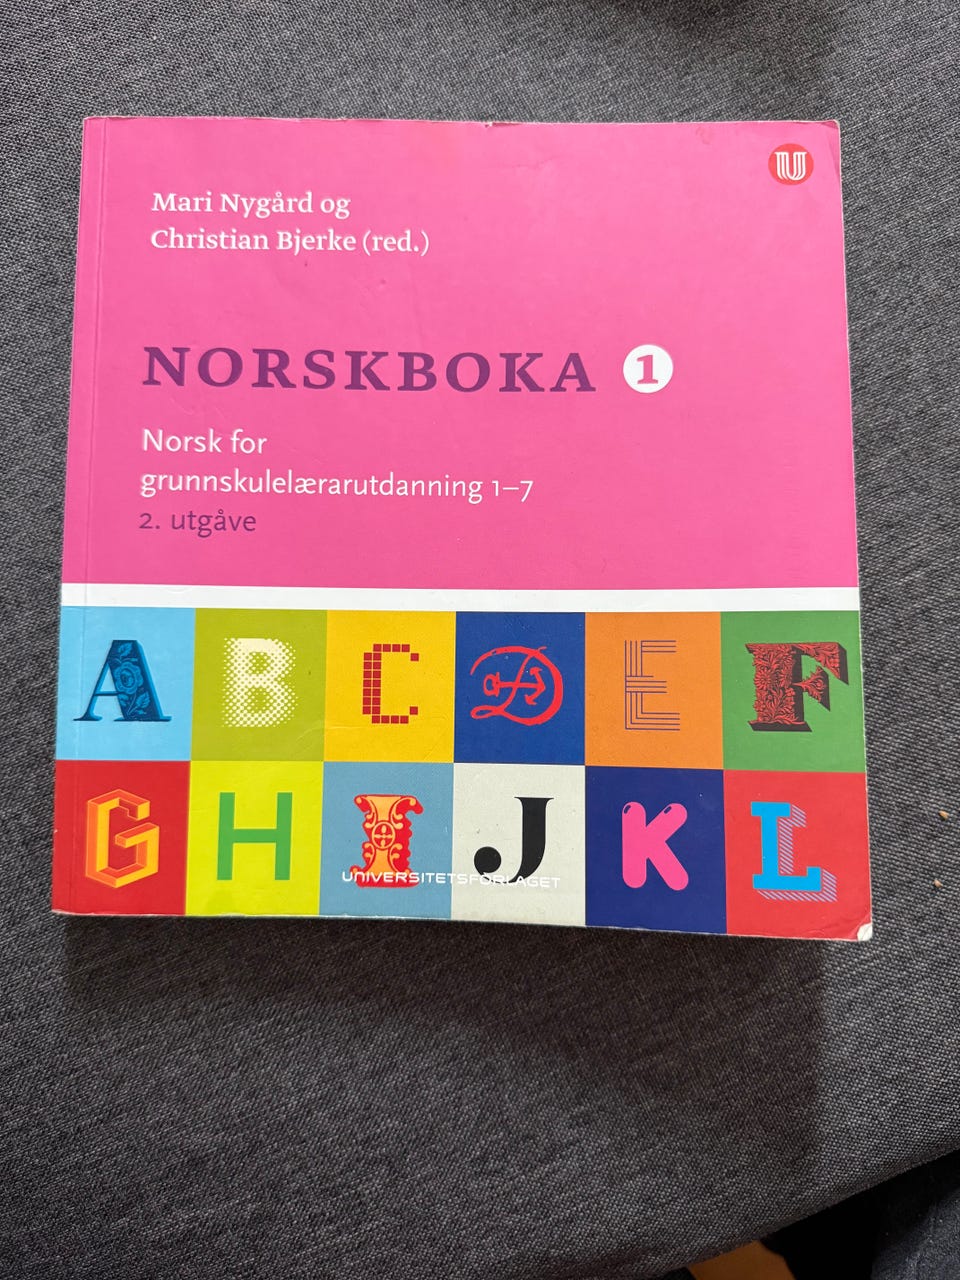 U
Mari Nygård og
Christian Bjerke (red.)
NORSKBOKA 1
Norsk for
grunnskulelærarutdanning 1–7
2. utgåve
A B C D E F
G H I J K L
UNIVERSITETSFORLAGET